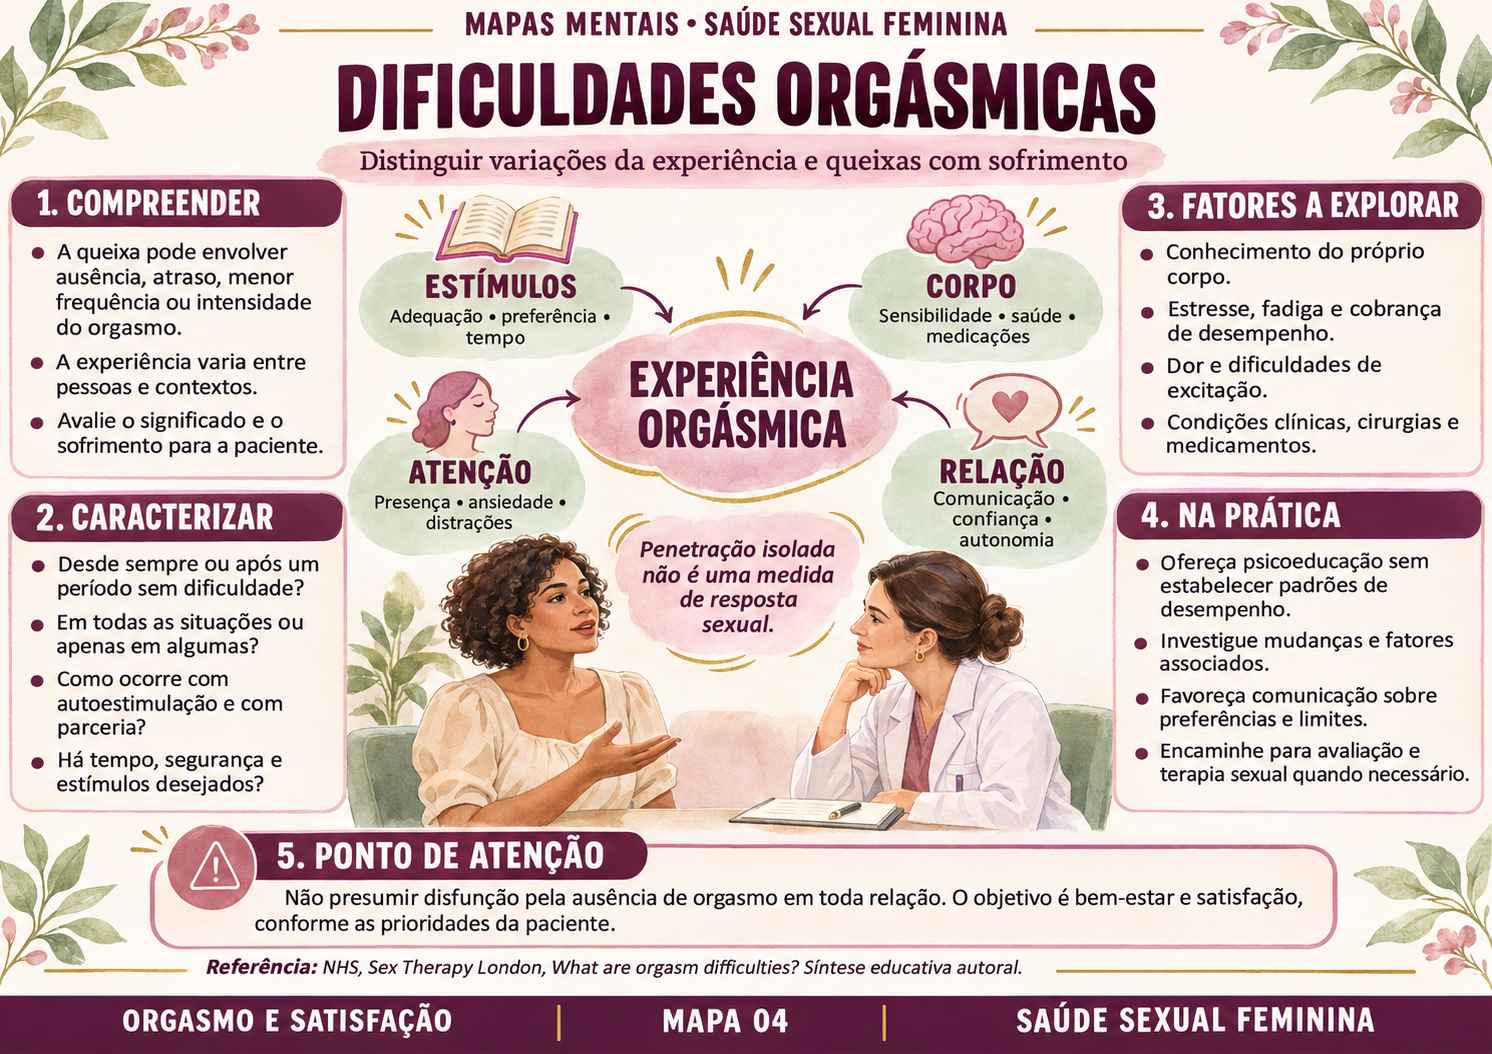 MAPAS MENTAIS • SAÚDE SEXUAL FEMININA
DIFICULDADES ORGÁSMICAS
Distinguir variações da experiência e queixas com sofrimento
1. COMPREENDER
• A queixa pode envolver
ausência, atraso, menor
frequência ou intensidade
do orgasmo.
• A experiência varia entre
pessoas e contextos.
• Avalie o significado e o
sofrimento para a paciente.
2. CARACTERIZAR
• Desde sempre ou após um
período sem dificuldade?
• Em todas as situações ou
apenas em algumas?
• Como ocorre com
autoestimulação e com
parceria?
• Há tempo, segurança e
estímulos desejados?
ESTÍMULOS
Adequação • preferência •
tempo
CORPO
Sensibilidade • saúde •
medicações
EXPERIÊNCIA
ORGÁSMICA
ATENÇÃO
Presença • ansiedade •
distrações
RELAÇÃO
Comunicação •
confiança •
autonomia
Penetração isolada
não é uma medida
de resposta
sexual.
3. FATORES A EXPLORAR
• Conhecimento do próprio
corpo.
• Estresse, fadiga e cobrança
de desempenho.
• Dor e dificuldades de
excitação.
• Condições clínicas, cirurgias e
medicamentos.
4. NA PRÁTICA
• Ofereça psicoeducação sem
estabelecer padrões de
desempenho.
• Investigue mudanças e fatores
associados.
• Favoreça comunicação sobre
preferências e limites.
• Encaminhe para avaliação e
terapia sexual quando necessário.
5. PONTO DE ATENÇÃO
Não presumir disfunção pela ausência de orgasmo em toda relação. O objetivo é bem-estar e satisfação,
conforme as prioridades da paciente.
Referência: NHS, Sex Therapy London, What are orgasm difficulties? Síntese educativa autoral.
ORGASMO E SATISFAÇÃO | MAPA 04 | SAÚDE SEXUAL FEMININA